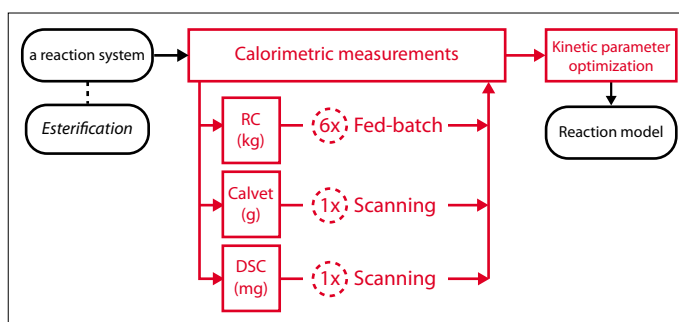 a reaction system
Calorimetric measurements
Kinetic parameter
optimization
Esterification
Reaction model
RC
(kg)
6x Fed-batch
Calvet
(g)
1x Scanning
DSC
(mg)
1x Scanning